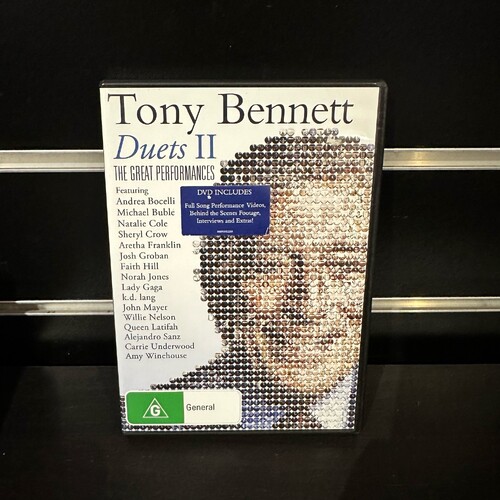 Tony Bennett
Duets II
THE GREAT PERFORMANCES
Featuring
Andrea Bocelli
Michael Buble
Natalie Cole
Sheryl Crow
Aretha Franklin
Josh Groban
Faith Hill
Norah Jones
Lady Gaga
k.d. lang
John Mayer
Willie Nelson
Queen Latifah
Alejandro Sanz
Carrie Underwood
Amy Winehouse
DVD INCLUDES
Full Song Performance Videos,
Behind the Scenes Footage,
Interviews and Extras!
G
General